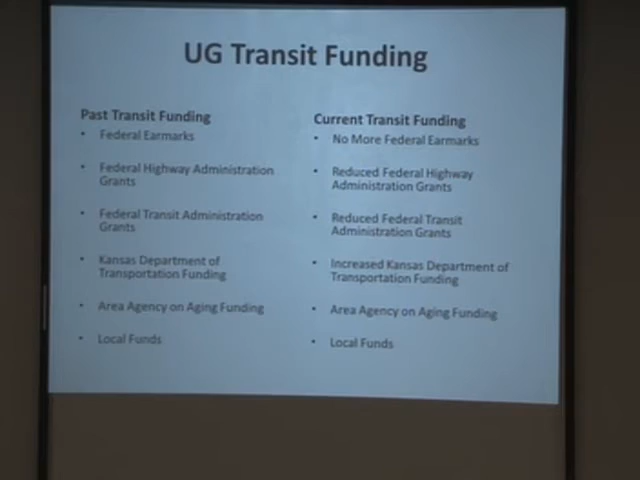 UG Transit Funding
Past Transit Funding
• Federal Earmarks
• Federal Highway Administration
Grants
• Federal Transit Administration
Grants
• Kansas Department of
Transportation Funding
• Area Agency on Aging Funding
• Local Funds
Current Transit Funding
• No More Federal Earmarks
• Reduced Federal Highway
Administration Grants
• Reduced Federal Transit
Administration Grants
• Increased Kansas Department of
Transportation Funding
• Area Agency on Aging Funding
• Local Funds